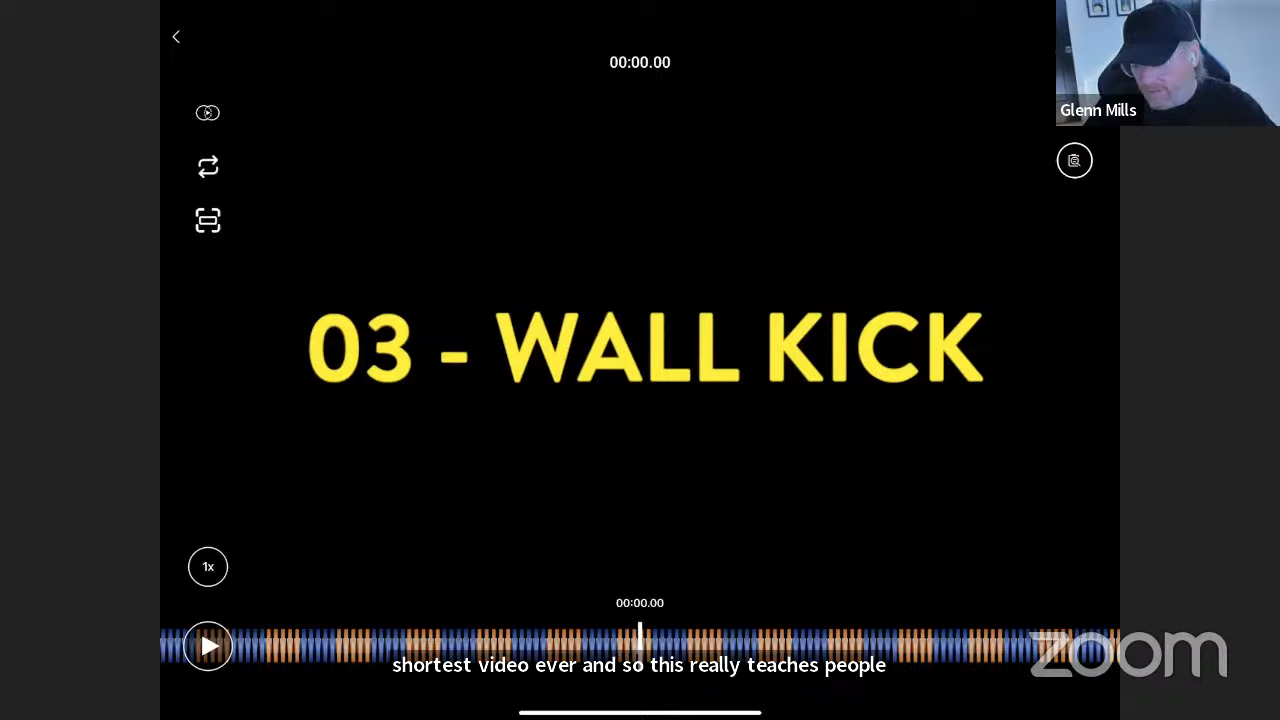 00:00.00
Glenn Mills
03 - WALL KICK
1x
00:00.00
shortest video ever and so this really teaches people
zoom